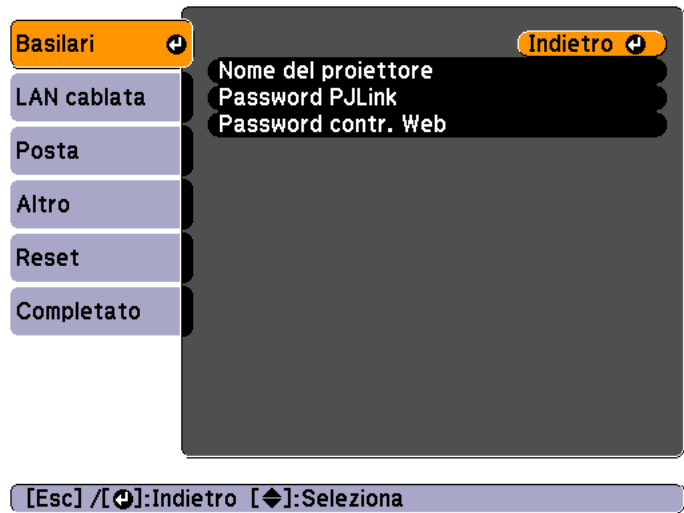 Basilari
Indietro
Nome del proiettore
Password PJLink
Password contr. Web
LAN cablata
Posta
Altro
Reset
Completato
[Esc] /[⏎]:Indietro [◆]:Seleziona